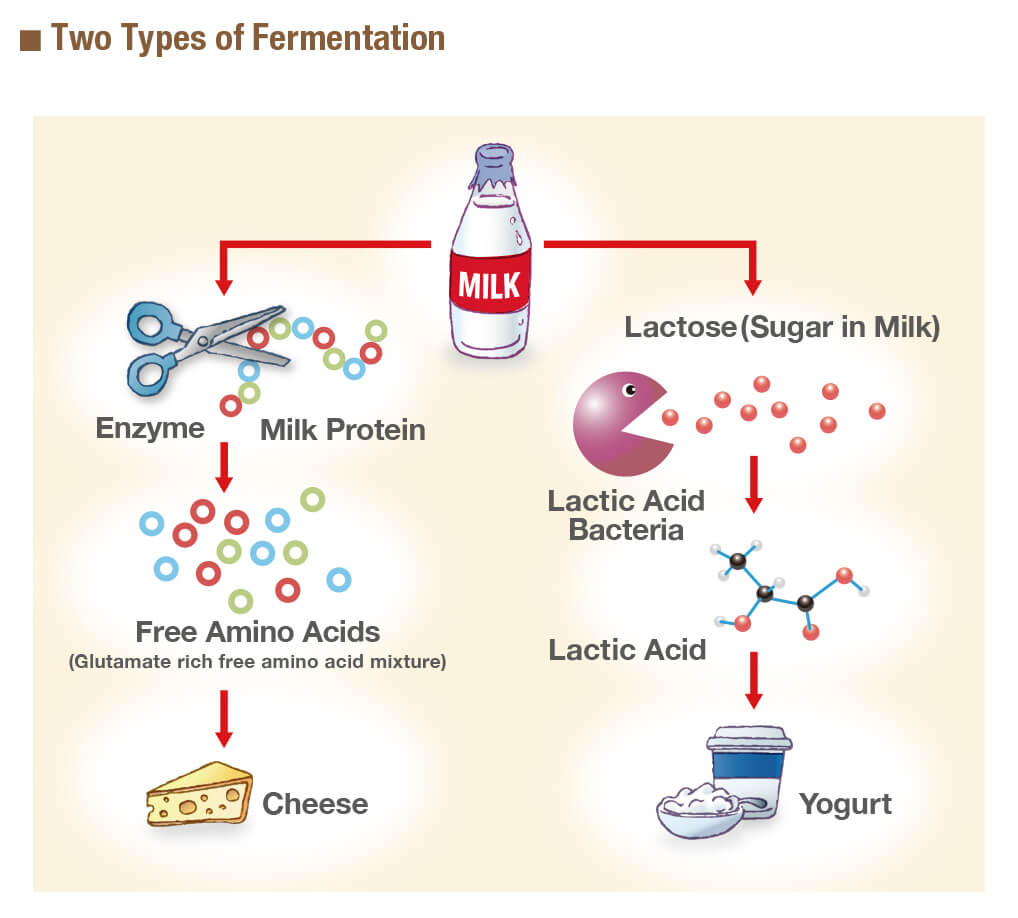 Two Types of Fermentation
MILK
Enzyme
Milk Protein
Free Amino Acids
(Glutamate rich free amino acid mixture)
Cheese
Lactose(Sugar in Milk)
Lactic Acid
Bacteria
Lactic Acid
Yogurt